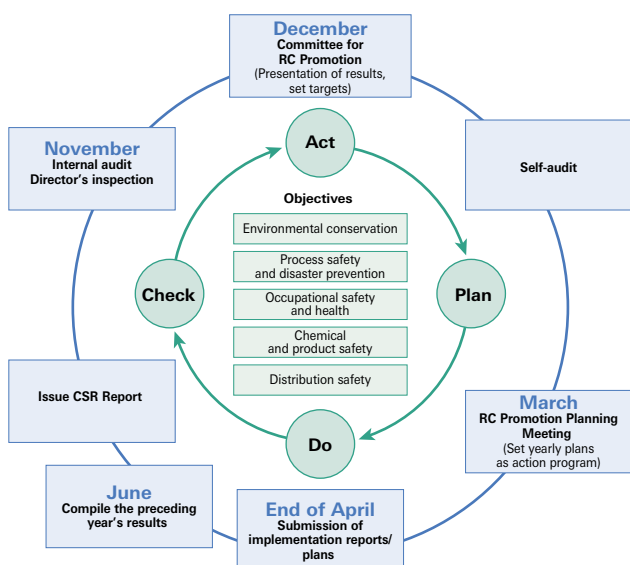 December
Committee for
RC Promotion
(Presentation of results,
set targets)
November
Internal audit
Director's inspection
Self-audit
Act
Objectives
Environmental conservation
Process safety
and disaster prevention
Occupational safety
and health
Chemical
and product safety
Distribution safety
Check
Plan
Do
Issue CSR Report
March
RC Promotion Planning
Meeting
(Set yearly plans
as action program)
June
Compile the preceding
year's results
End of April
Submission of
implementation reports/
plans